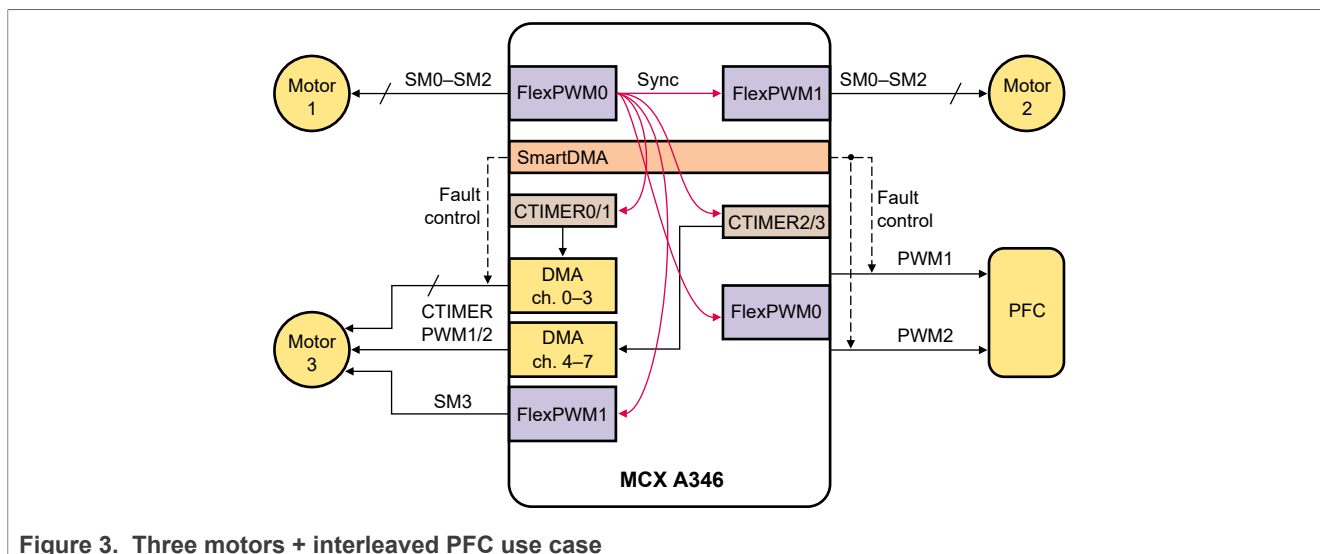 Motor
1
SM0–SM2
FlexPWM0
Sync
FlexPWM1
SM0–SM2
Motor
2
SmartDMA
Fault
control
CTIMER0/1
CTIMER2/3
Fault
control
DMA
ch. 0–3
PWM1
CTIMER
PWM1/2
FlexPWM0
PFC
Motor
3
DMA
ch. 4–7
PWM2
SM3
FlexPWM1
MCX A346
Figure 3. Three motors + interleaved PFC use case